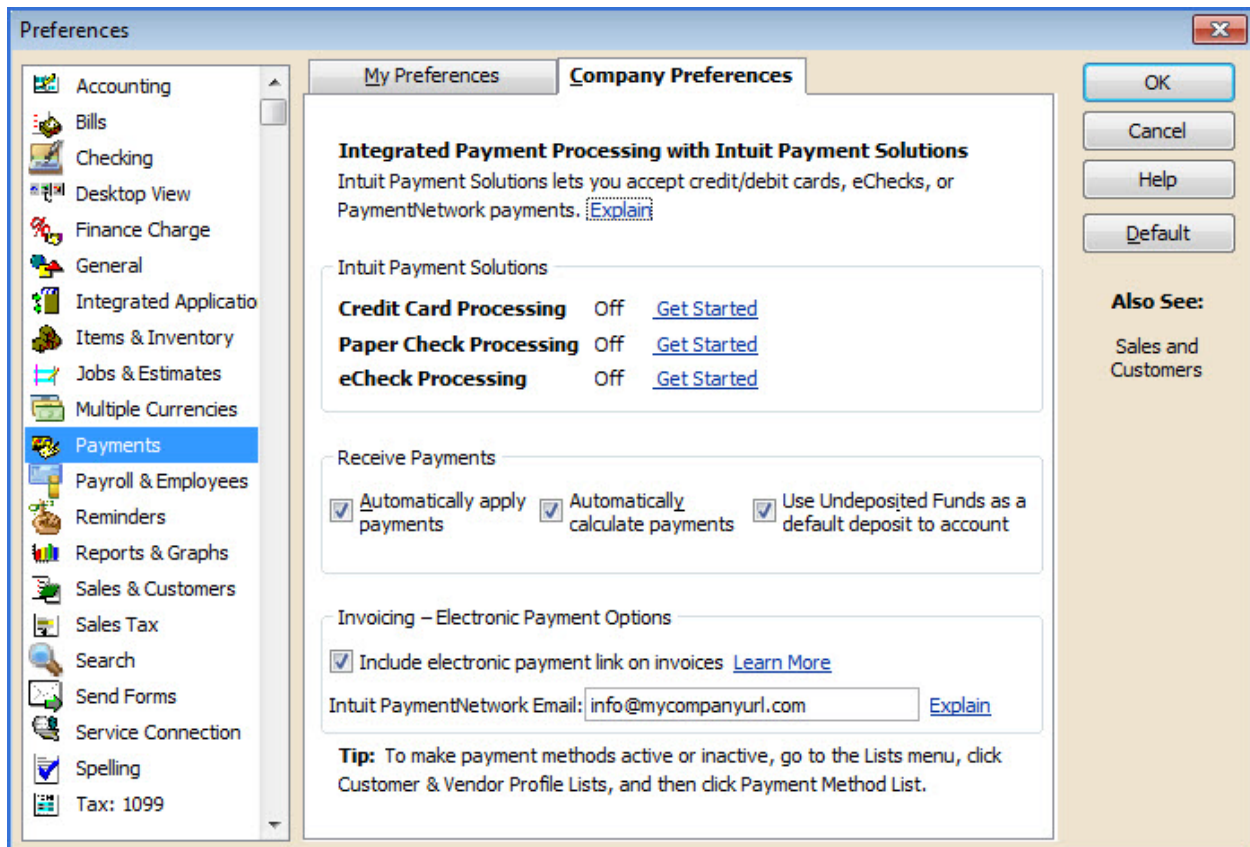 Preferences
Accounting
Bills
Checking
Desktop View
Finance Charge
General
Integrated Applicatio
Items & Inventory
Jobs & Estimates
Multiple Currencies
Payments
Payroll & Employees
Reminders
Reports & Graphs
Sales & Customers
Sales Tax
Search
Send Forms
Service Connection
Spelling
Tax: 1099
My Preferences
Company Preferences
Integrated Payment Processing with Intuit Payment Solutions
Intuit Payment Solutions lets you accept credit/debit cards, eChecks, or
PaymentNetwork payments. Explain
Intuit Payment Solutions
Credit Card Processing Off Get Started
Paper Check Processing Off Get Started
eCheck Processing Off Get Started
Receive Payments
Automatically apply
payments
Automatically
calculate payments
Use Undeposited Funds as a
default deposit to account
Invoicing – Electronic Payment Options
Include electronic payment link on invoices Learn More
Intuit PaymentNetwork Email: info@mycompanyurl.com Explain
Tip: To make payment methods active or inactive, go to the Lists menu, click
Customer & Vendor Profile Lists, and then click Payment Method List.
OK
Cancel
Help
Default
Also See:
Sales and
Customers